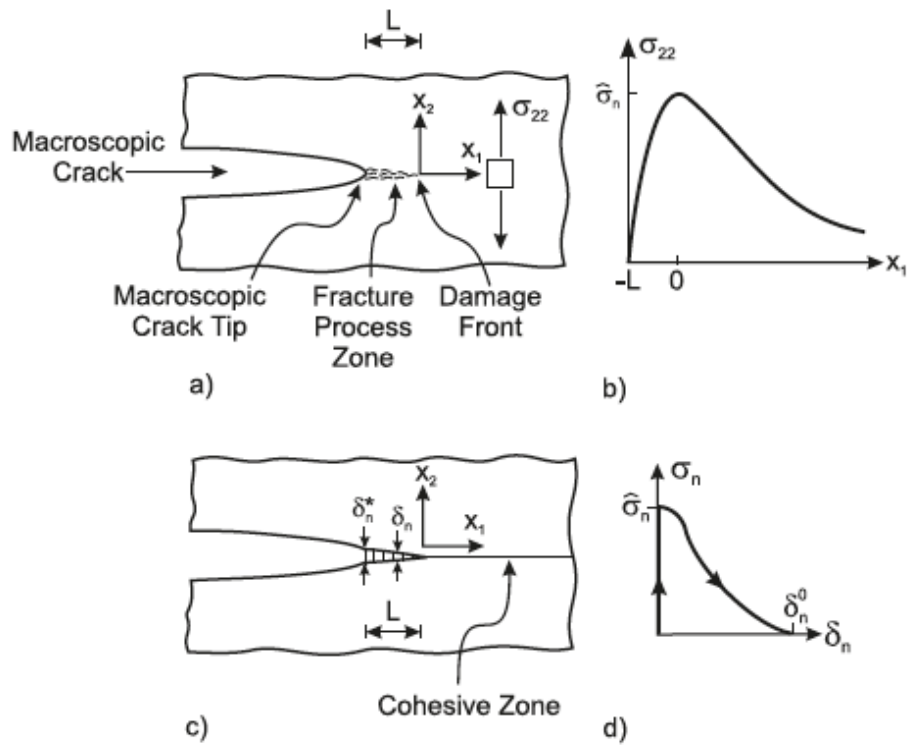 L
x₂
σ₂₂
x₁
Macroscopic
Crack
Macroscopic
Crack Tip
Fracture
Process
Zone
Damage
Front
a)
σ₂₂
σ̂ₙ
-L
0
x₁
b)
x₂
δₙ*
δₙ
x₁
L
Cohesive Zone
c)
σₙ
σ̂ₙ
δₙ⁰
δₙ
d)